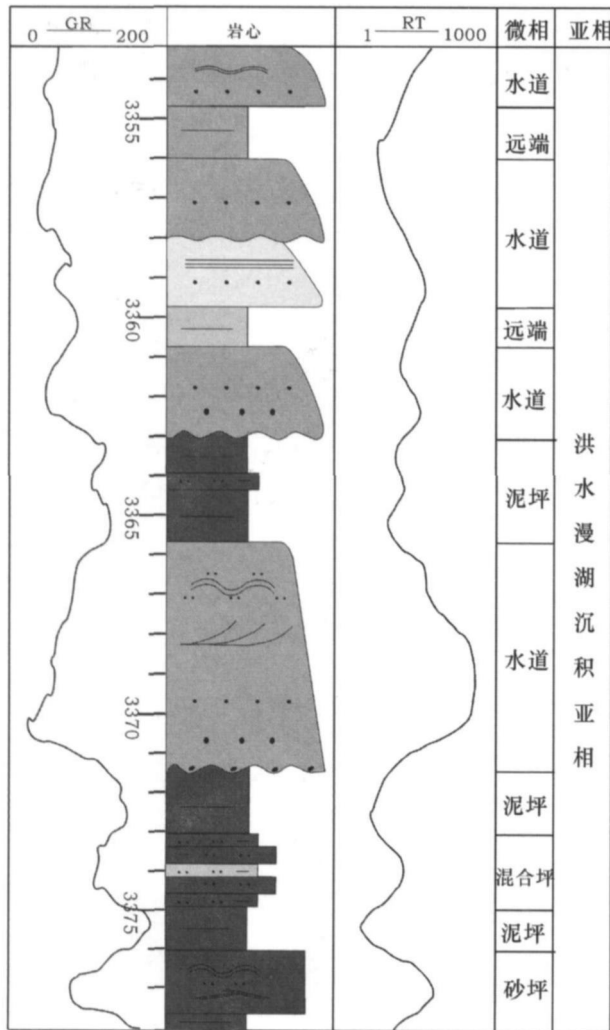 GR
0 200
岩心
RT
1 1000
微相
亚相
水道
3355
远端
水道
3360
远端
水道
泥坪
3365
水道
3370
泥坪
混合坪
3375
泥坪
砂坪
洪水漫湖沉积亚相